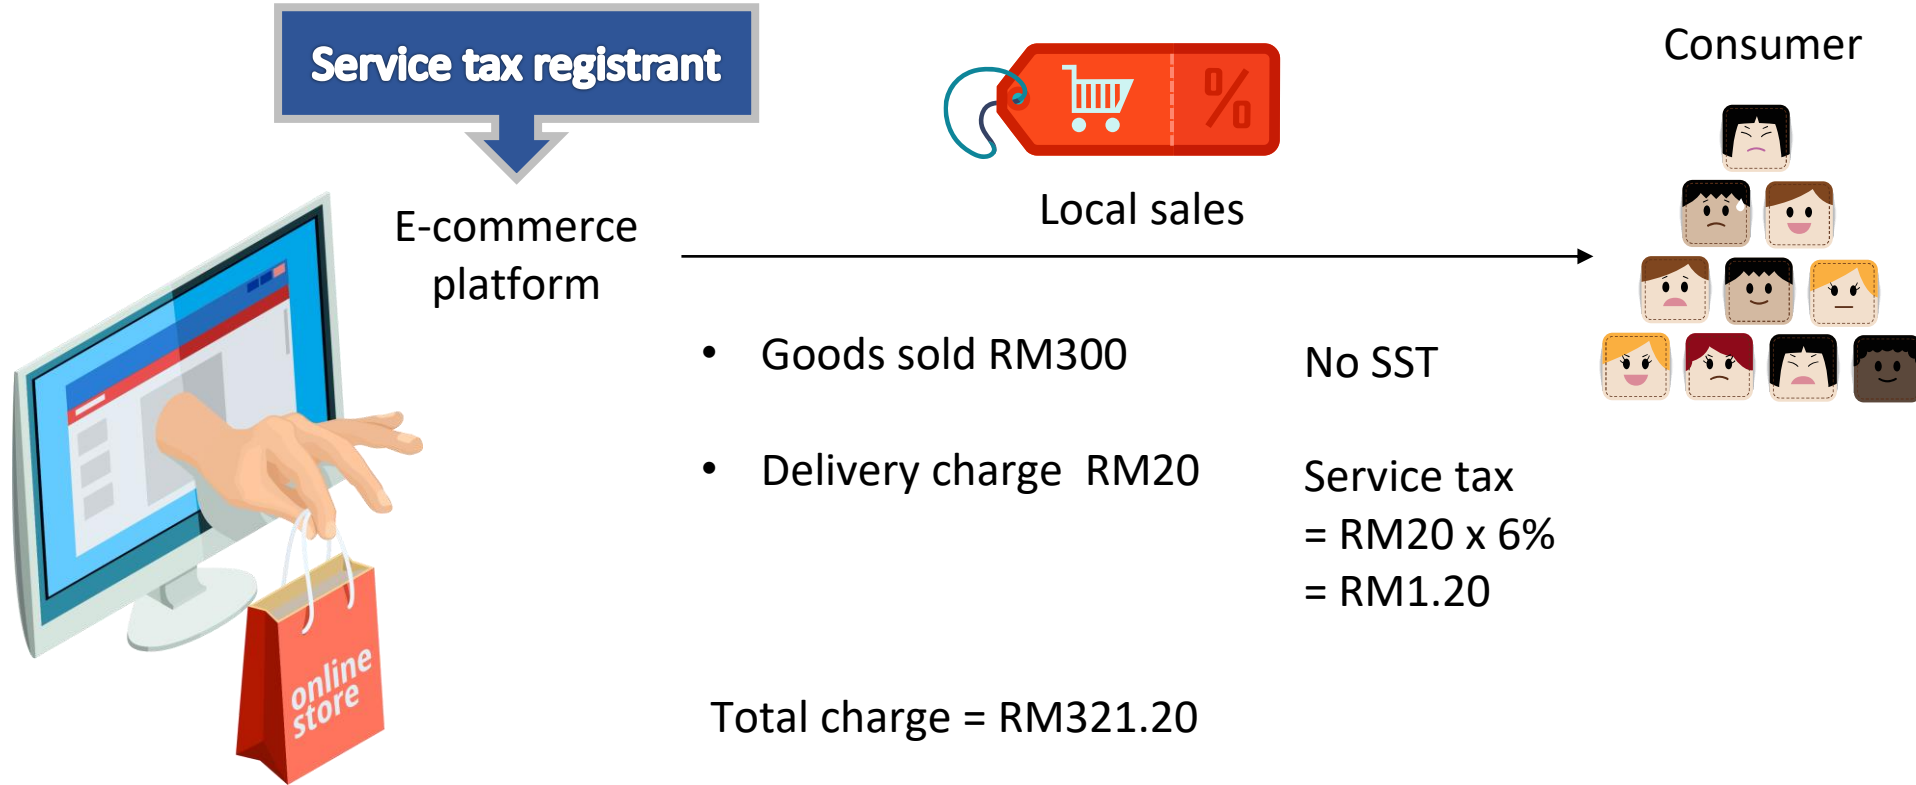 Service tax registrant
Consumer
%
E-commerce
platform
Local sales
• Goods sold RM300
No SST
• Delivery charge  RM20
Service tax
= RM20 x 6%
= RM1.20
online
store
Total charge = RM321.20